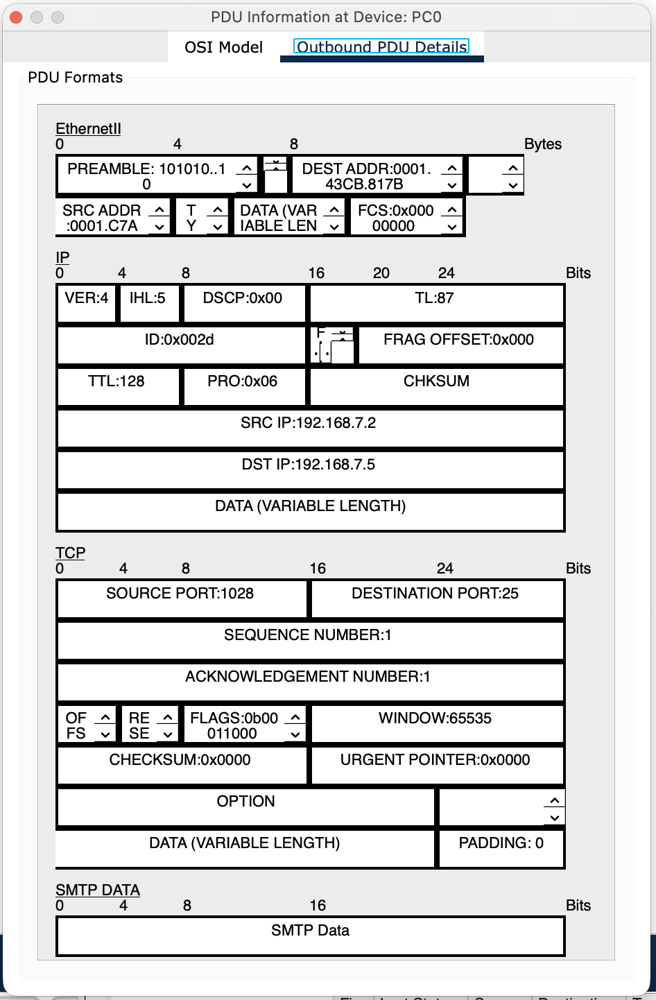 PDU Information at Device: PC0
OSI Model Outbound PDU Details
PDU Formats
EthernetII
0 4 8 Bytes
PREAMBLE: 101010..1
0
DEST ADDR:0001.
43CB.817B
SRC ADDR
:0001.C7A
T
Y
DATA (VAR
IABLE LEN
FCS:0x000
00000
IP
0 4 8 16 20 24 Bits
VER:4 IHL:5 DSCP:0x00 TL:87
ID:0x002d F FRAG OFFSET:0x000
TTL:128 PRO:0x06 CHKSUM
SRC IP:192.168.7.2
DST IP:192.168.7.5
DATA (VARIABLE LENGTH)
TCP
0 4 8 16 24 Bits
SOURCE PORT:1028 DESTINATION PORT:25
SEQUENCE NUMBER:1
ACKNOWLEDGEMENT NUMBER:1
OF
FS
RE
SE
FLAGS:0b00
011000
WINDOW:65535
CHECKSUM:0x0000 URGENT POINTER:0x0000
OPTION
DATA (VARIABLE LENGTH) PADDING: 0
SMTP DATA
0 4 8 16 Bits
SMTP Data